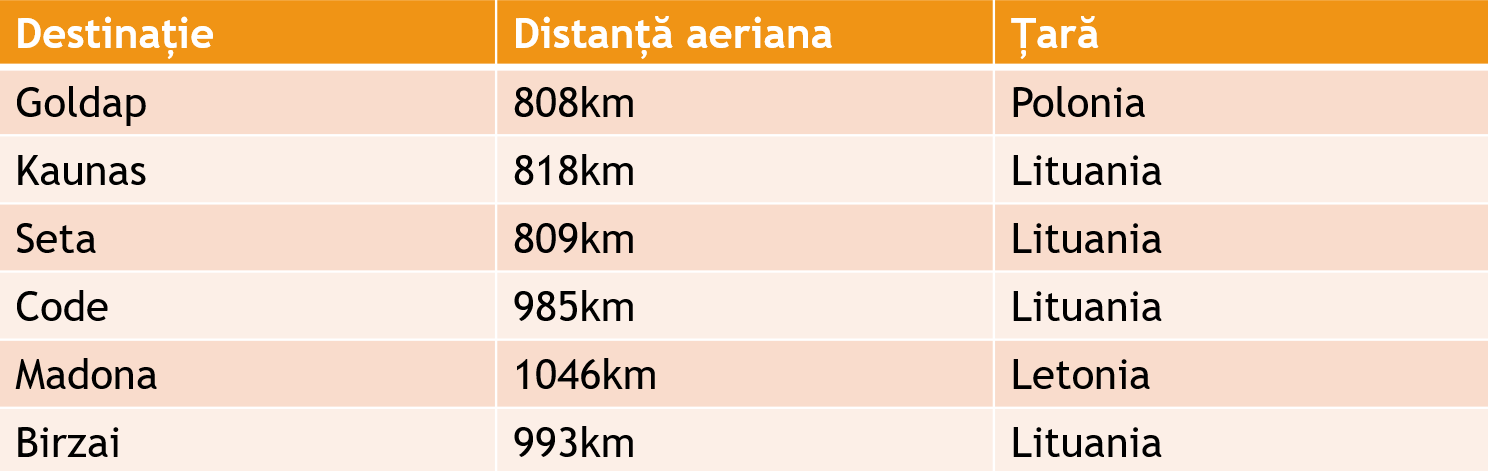 Destinație Distanță aeriana Țară
Goldap 808km Polonia
Kaunas 818km Lituania
Seta 809km Lituania
Code 985km Lituania
Madona 1046km Letonia
Birzai 993km Lituania